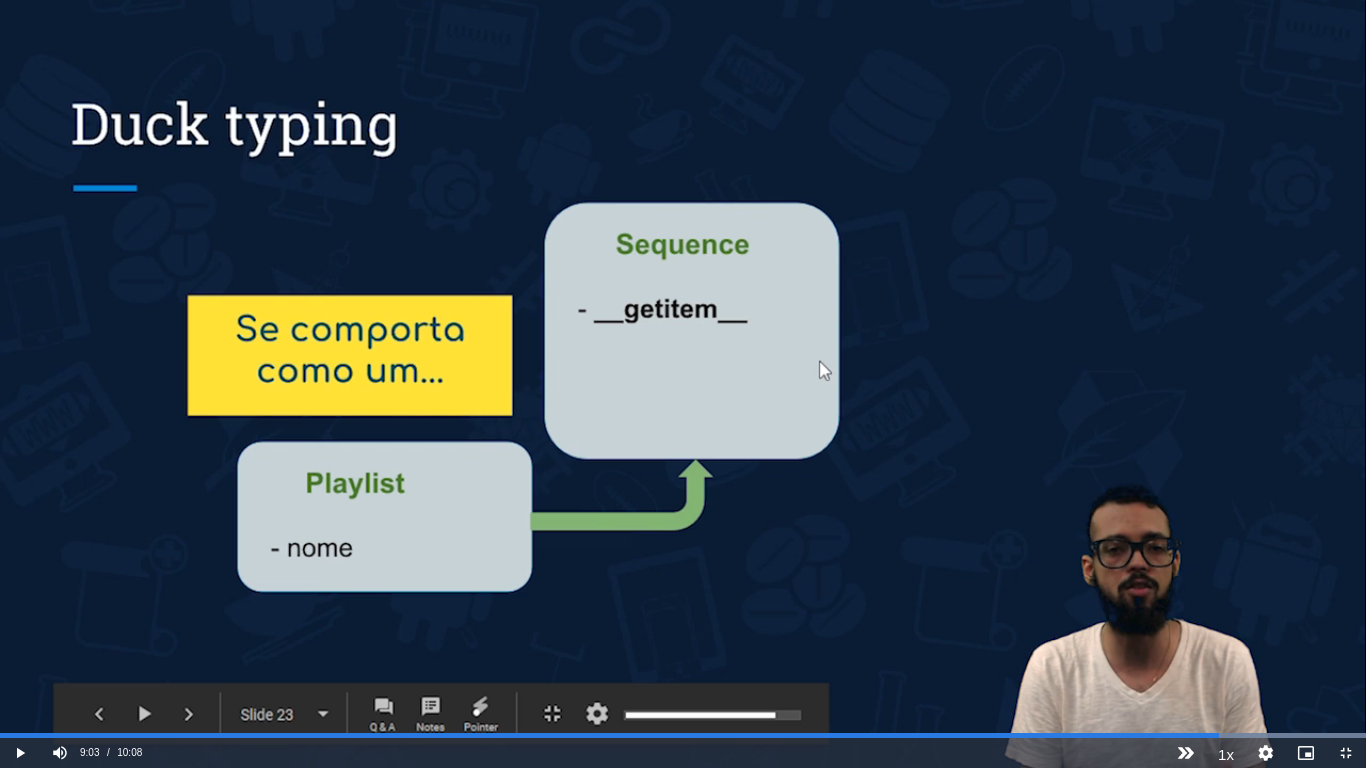 Duck typing
Sequence
- __getitem__
Se comporta
como um...
Playlist
- nome
Slide 23
Q & A
Notes
Pointer
9:03 / 10:08
1x